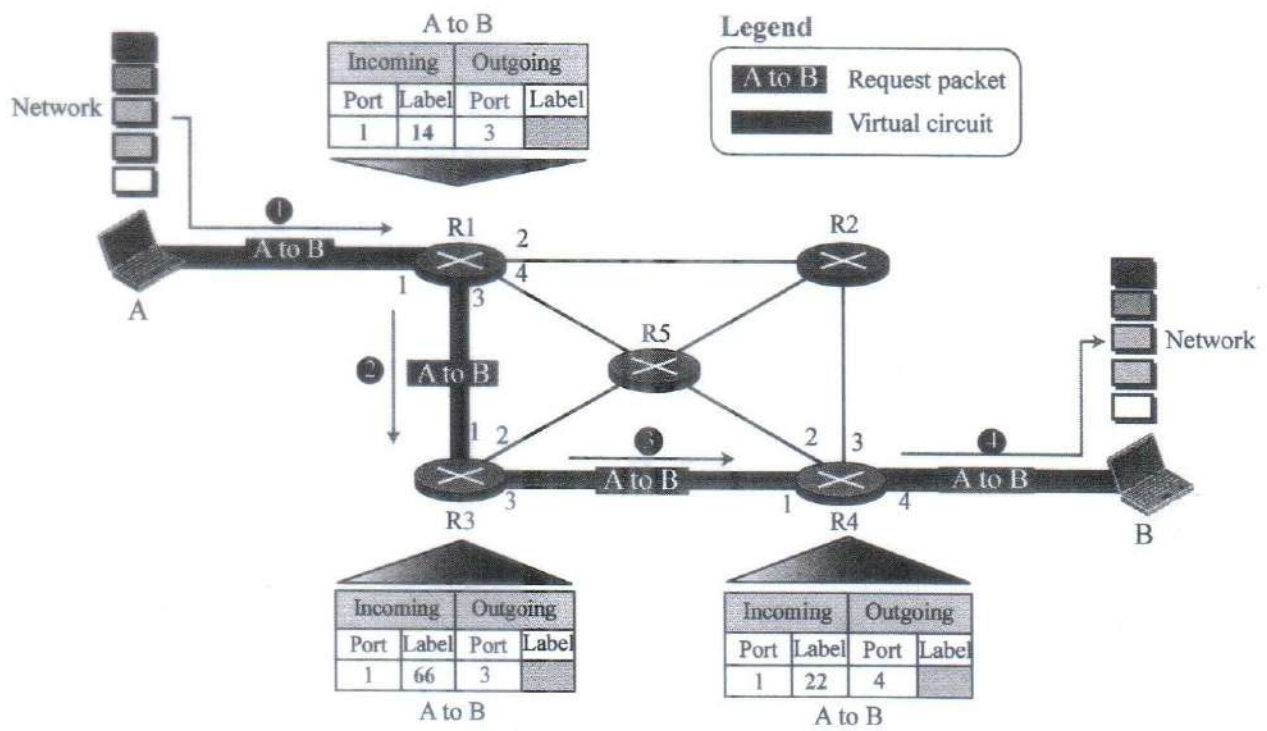 A to B
Incoming Outgoing
Port Label Port Label
1 14 3
Legend
A to B Request packet
Virtual circuit
Network
1
A to B
A
R1
1
2
4
3
R2
R5
2
A to B
1
2
3
R3
3
A to B
2
3
1
4
R4
4
A to B
Network
B
Incoming Outgoing
Port Label Port Label
1 66 3
A to B
Incoming Outgoing
Port Label Port Label
1 22 4
A to B